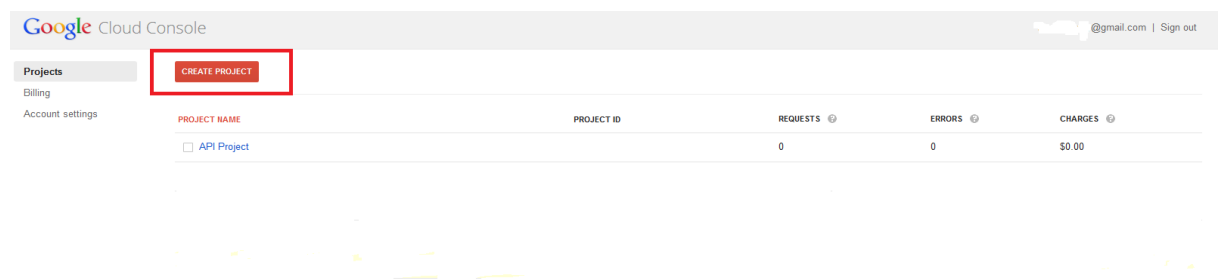 Google Cloud Console
@gmail.com | Sign out
Projects
Billing
Account settings
CREATE PROJECT
PROJECT NAME PROJECT ID REQUESTS ? ERRORS ? CHARGES ?
API Project 0 0 $0.00